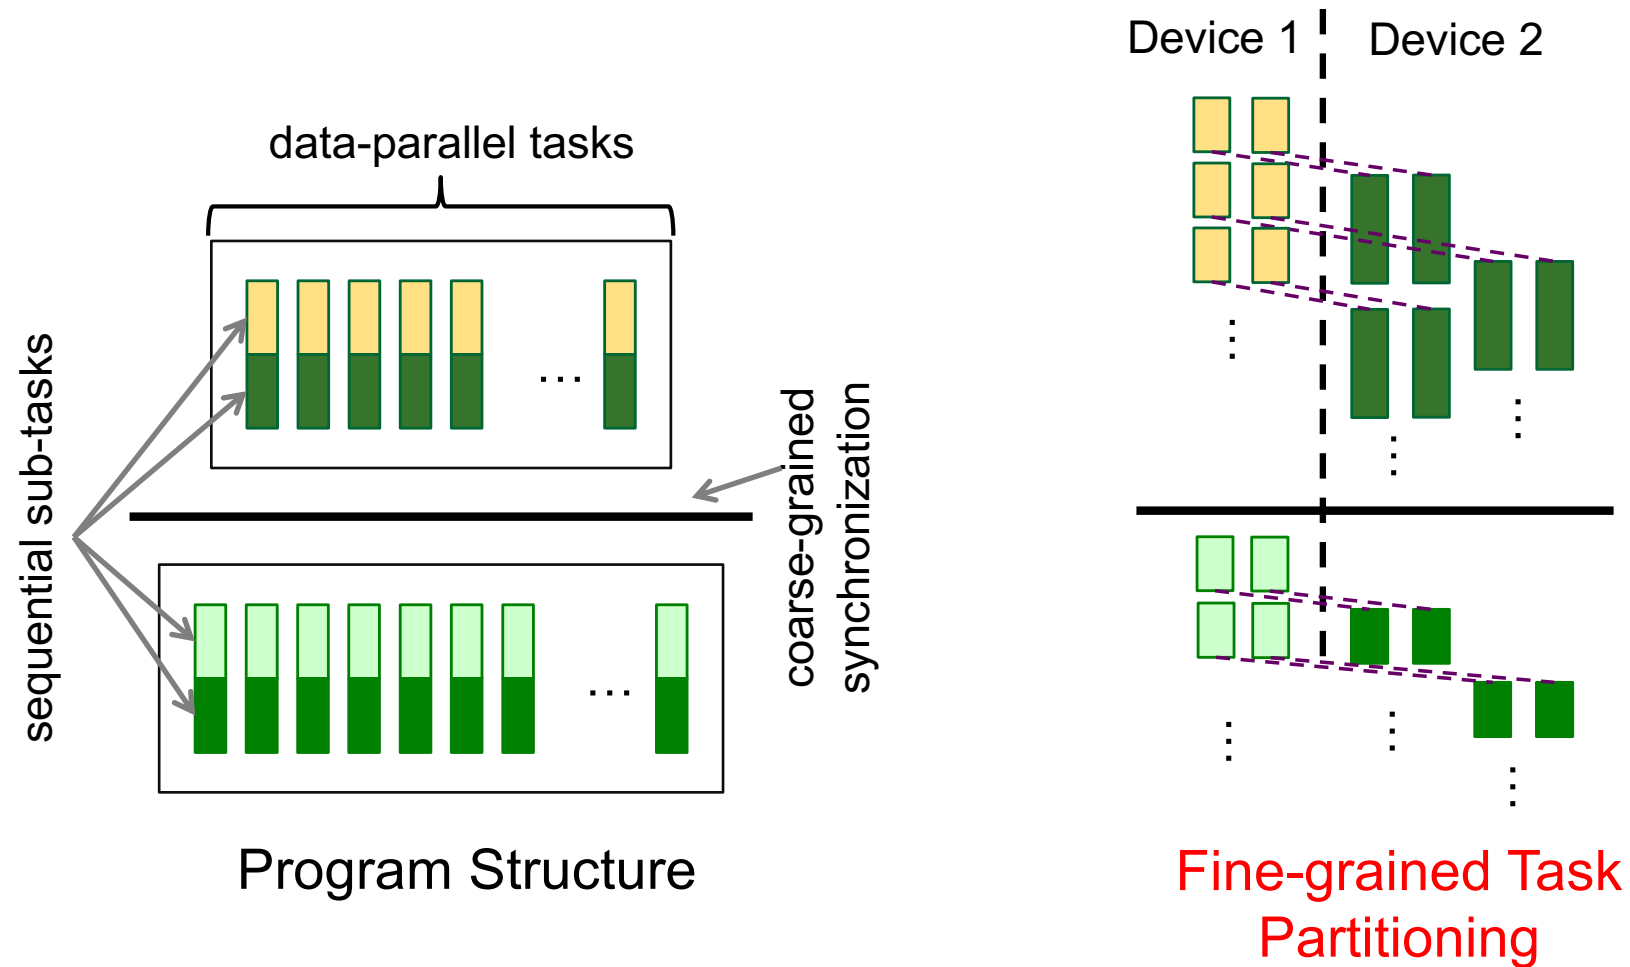 Device 1
Device 2
data-parallel tasks
sequential sub-tasks
...
coarse-grained
synchronization
...
Program Structure
Fine-grained Task
Partitioning